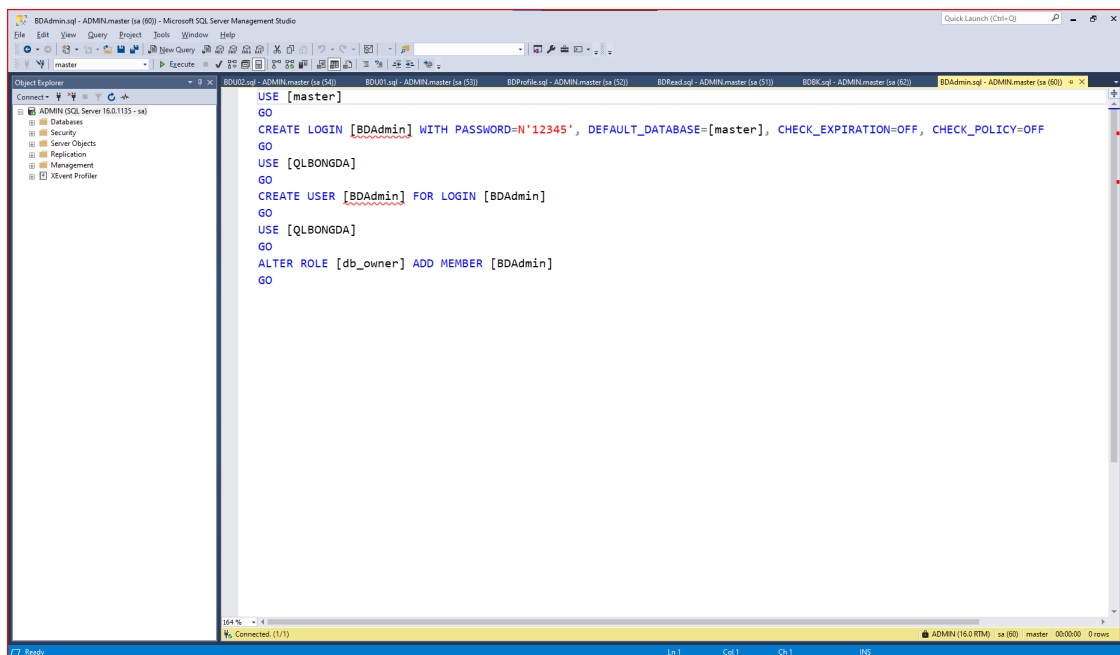 BDAdmin.sql - ADMIN.master (sa (60)) - Microsoft SQL Server Management Studio
Quick Launch (Ctrl+Q)
File Edit View Query Project Tools Window Help
New Query
master
Execute
Object Explorer
BDU02.sql - ADMIN.master (sa (54)) BDU01.sql - ADMIN.master (sa (53)) BDProfile.sql - ADMIN.master (sa (52)) BDRead.sql - ADMIN.master (sa (51)) BDBK.sql - ADMIN.master (sa (62)) BDAdmin.sql - ADMIN.master (sa (60))
Connect
ADMIN (SQL Server 16.0.1135 - sa)
Databases
Security
Server Objects
Replication
Management
XEvent Profiler
USE [master]
GO
CREATE LOGIN [BDAdmin] WITH PASSWORD=N'12345', DEFAULT_DATABASE=[master], CHECK_EXPIRATION=OFF, CHECK_POLICY=OFF
GO
USE [QLBONGDA]
GO
CREATE USER [BDAdmin] FOR LOGIN [BDAdmin]
GO
USE [QLBONGDA]
GO
ALTER ROLE [db_owner] ADD MEMBER [BDAdmin]
GO
164 %
Connected. (1/1)
ADMIN (16.0 RTM) sa (60) master 00:00:00 0 rows
Ready
Ln 1 Col 1 Ch 1 INS